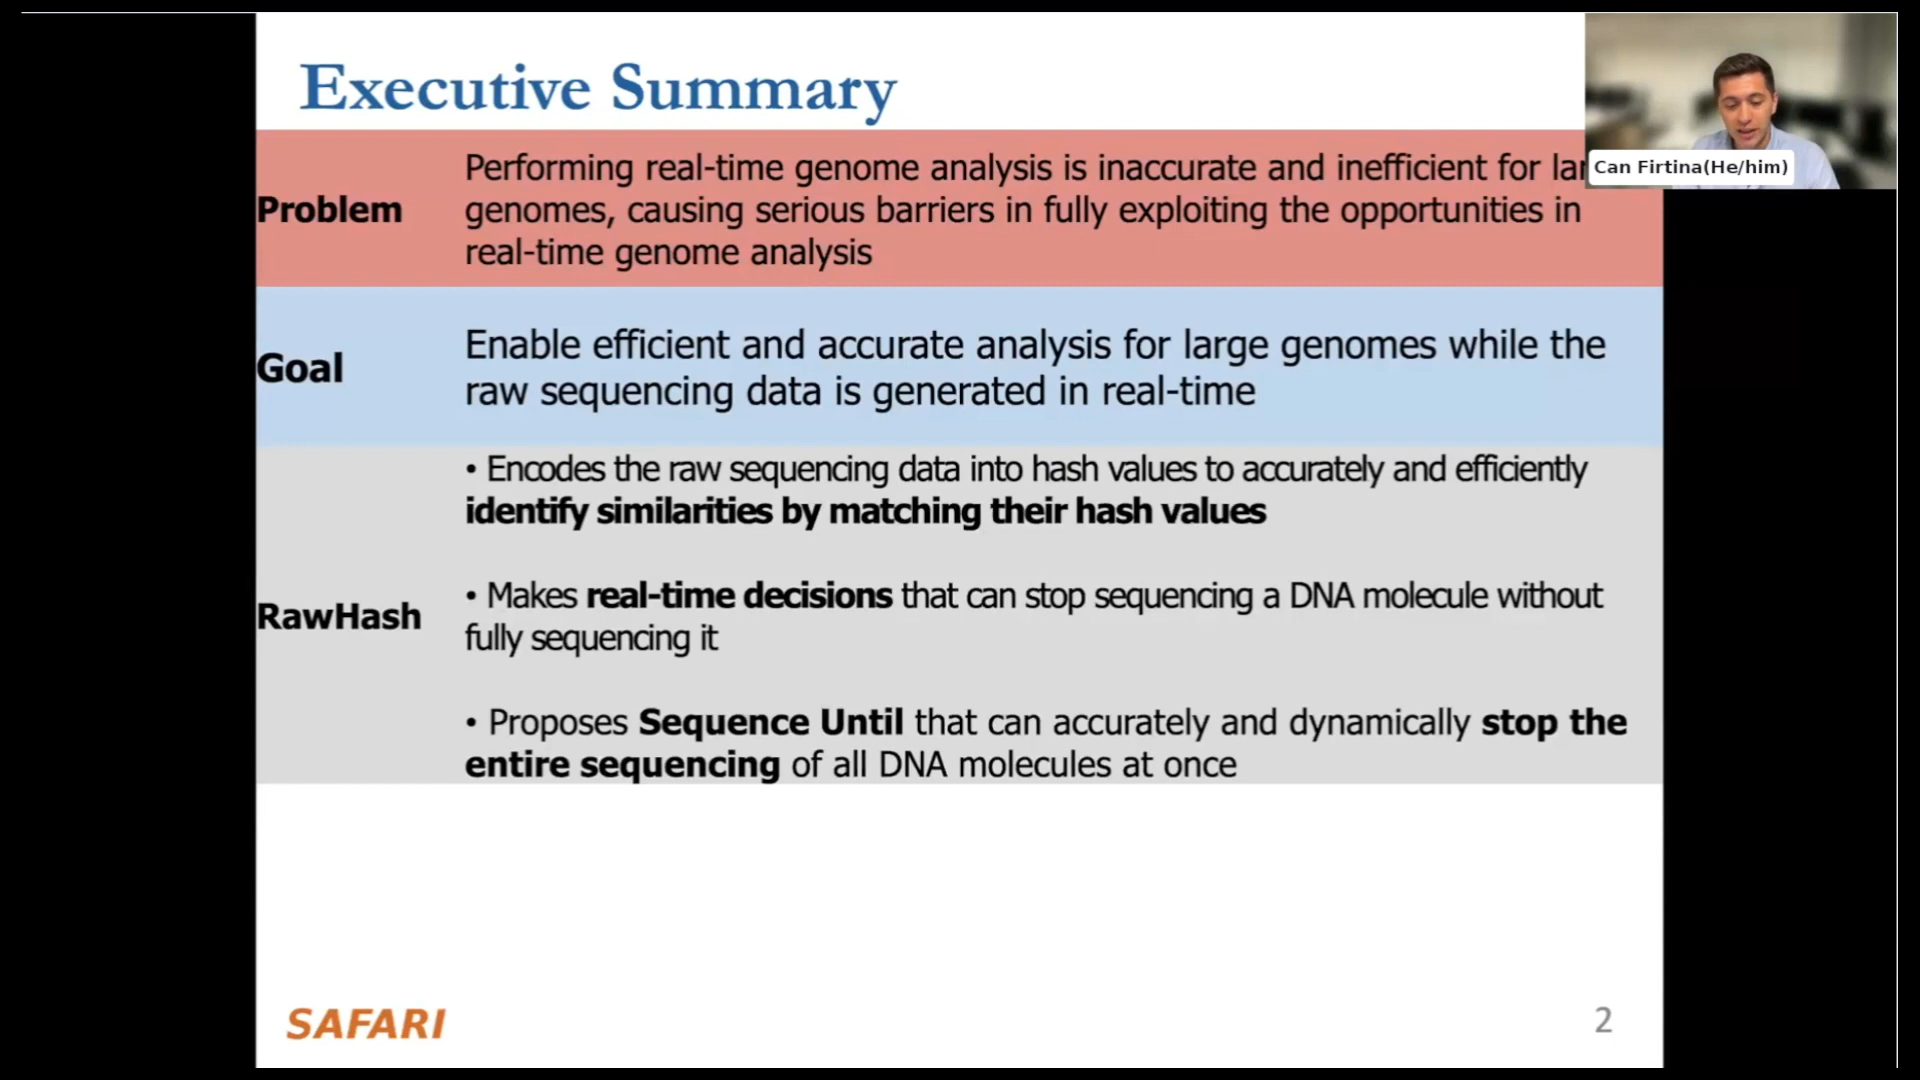 Executive Summary
Can Firtina(He/him)
Problem
Performing real-time genome analysis is inaccurate and inefficient for
genomes, causing serious barriers in fully exploiting the opportunities in
real-time genome analysis
Goal
Enable efficient and accurate analysis for large genomes while the
raw sequencing data is generated in real-time
RawHash
• Encodes the raw sequencing data into hash values to accurately and efficiently
identify similarities by matching their hash values
• Makes real-time decisions that can stop sequencing a DNA molecule without
fully sequencing it
• Proposes Sequence Until that can accurately and dynamically stop the
entire sequencing of all DNA molecules at once
SAFARI
2